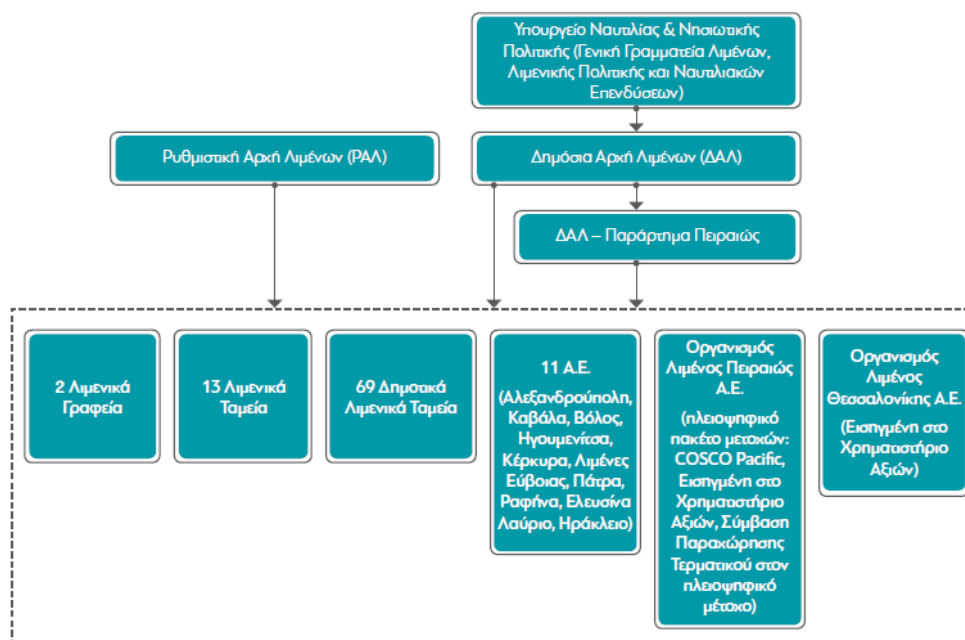 Υπουργείο Ναυτιλίας & Νησιωτικής
Πολιτικής (Γενική Γραμματεία Λιμένων,
Λιμενικής Πολιτικής και Ναυτιλιακών
Επενδύσεων)
Ρυθμιστική Αρχή Λιμένων (ΡΑΛ)
Δημόσια Αρχή Λιμένων (ΔΑΛ)
ΔΑΛ – Παράρτημα Πειραιώς
2 Λιμενικά
Γραφεία
13 Λιμενικά
Ταμεία
69 Δημοτικά
Λιμενικά Ταμεία
11 Α.Ε.
(Αλεξανδρούπολη,
Καβάλα, Βόλος,
Ηγουμενίτσα,
Κέρκυρα, Λιμένες
Εύβοιας, Πάτρα,
Ραφήνα, Ελευσίνα
Λαύριο, Ηράκλειο)
Οργανισμός
Λιμένος Πειραιώς
Α.Ε.
(πλειοψηφικό
πακέτο μετοχών:
COSCO Pacific,
Εισηγμένη στο
Χρηματιστήριο
Αξιών, Σύμβαση
Παραχώρησης
Τερματικού στον
πλειοψηφικό
μέτοχο)
Οργανισμός
Λιμένος
Θεσσαλονίκης Α.Ε.
(Εισηγμένη στο
Χρηματιστήριο
Αξιών)